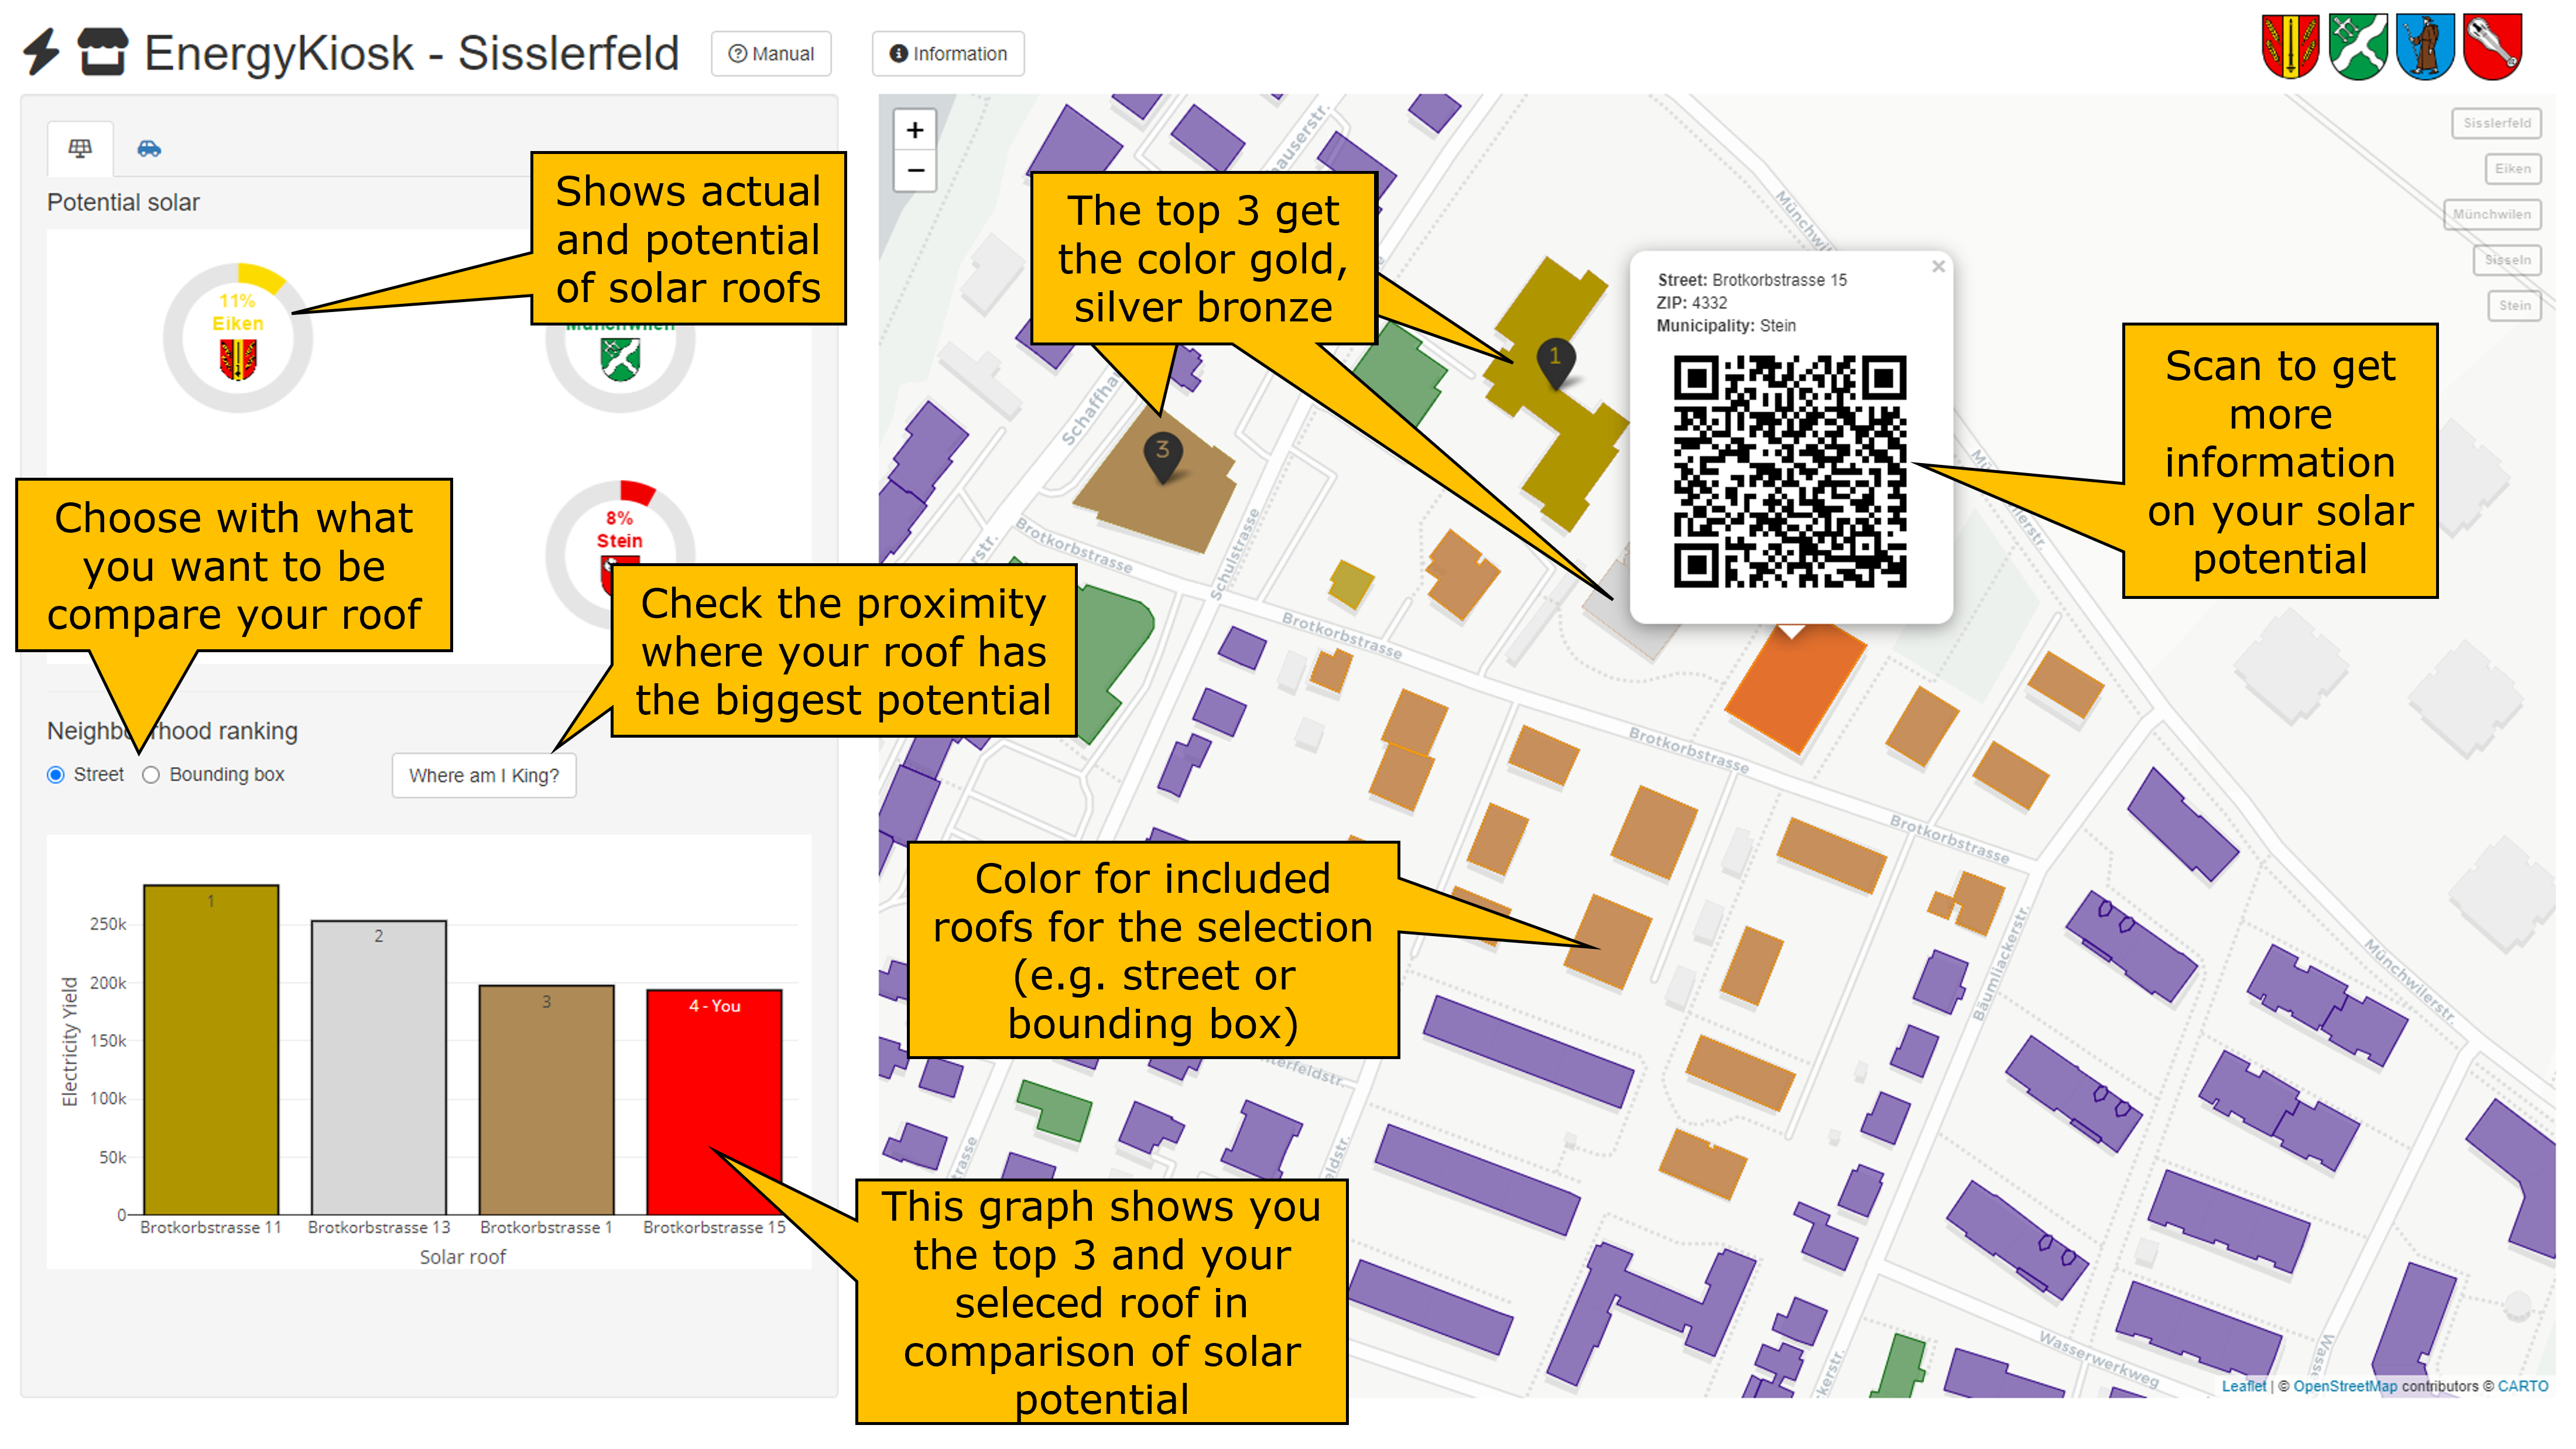 EnergyKiosk - Sisslerfeld
Manual
Information
Potential solar
Shows actual
and potential
of solar roofs
11%
Eiken
Münchwilen
8%
Stein
Choose with what
you want to be
compare your roof
Check the proximity
where your roof has
the biggest potential
Neighbourhood ranking
Street
Bounding box
Where am I King?
Electricity Yield
250k
200k
150k
100k
50k
0
1
2
3
4 - You
Brotkorbstrasse 11
Brotkorbstrasse 13
Brotkorbstrasse 1
Brotkorbstrasse 15
Solar roof
This graph shows you
the top 3 and your
seleced roof in
comparison of solar
potential
+
−
The top 3 get
the color gold,
silver bronze
1
3
Street: Brotkorbstrasse 15
ZIP: 4332
Municipality: Stein
×
Scan to get
more
information
on your solar
potential
Sisslerfeld
Eiken
Münchwilen
Sisseln
Stein
Color for included
roofs for the selection
(e.g. street or
bounding box)
Brotkorbstrasse
Schulstrasse
Brotkorbstrasse
Brotkorbstrasse
Brotkorbstrasse
Bäumliackerstr.
Münchwilerstr.
Wasserwerkweg
Leaflet | © OpenStreetMap contributors © CARTO